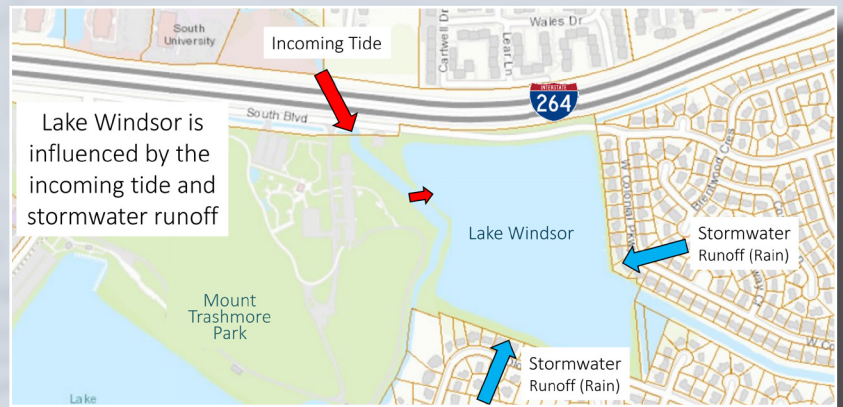 South
University
Incoming Tide
Wales Dr
Cartwell Dr
Lear Ln
INTERSTATE
264
South Blvd
Lake Windsor is
influenced by the
incoming tide and
stormwater runoff
W Colonial Pkwy
Brentwood Cres
Lake Windsor
Stormwater
Runoff (Rain)
Mount
Trashmore
Park
Stormwater
Runoff (Rain)
Lake